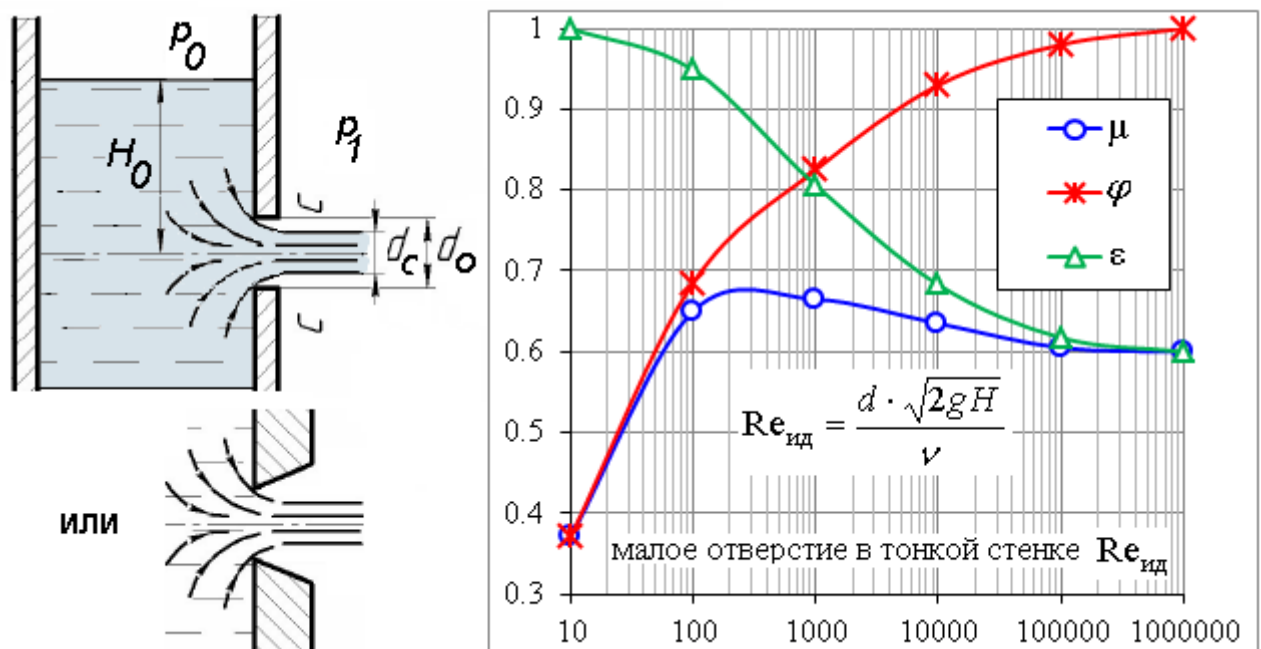 p0
H0
p1
C
dc
do
C
или
1
0.9
0.8
0.7
0.6
0.5
0.4
0.3
10
100
1000
10000
100000
1000000
μ
φ
ε
Reид = d · √2gH / ν
малое отверстие в тонкой стенке Reид